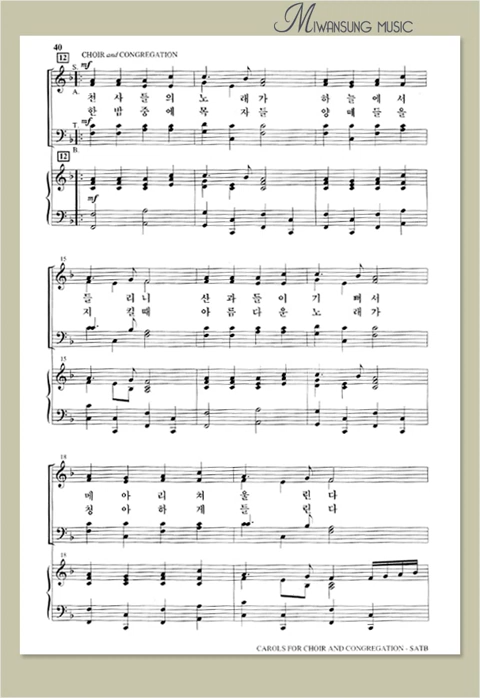 MIWANSUNG MUSIC
40
12 CHOIR and CONGREGATION
S.
mf
A.
천 사 들 의 노 래 가 하 늘 에 서
한 밤 중 에 목 자 들 양 떼 들 을
T.
mf
B.
12
mf
15
들 리 니 산 과 들 이 기 뻐 서
지 킬 때 아 름 다 운 노 래 가
15
18
메 아 리 쳐 울 린 다
청 아 하 게 들 린 다
18
CAROLS FOR CHOIR AND CONGREGATION - SATB